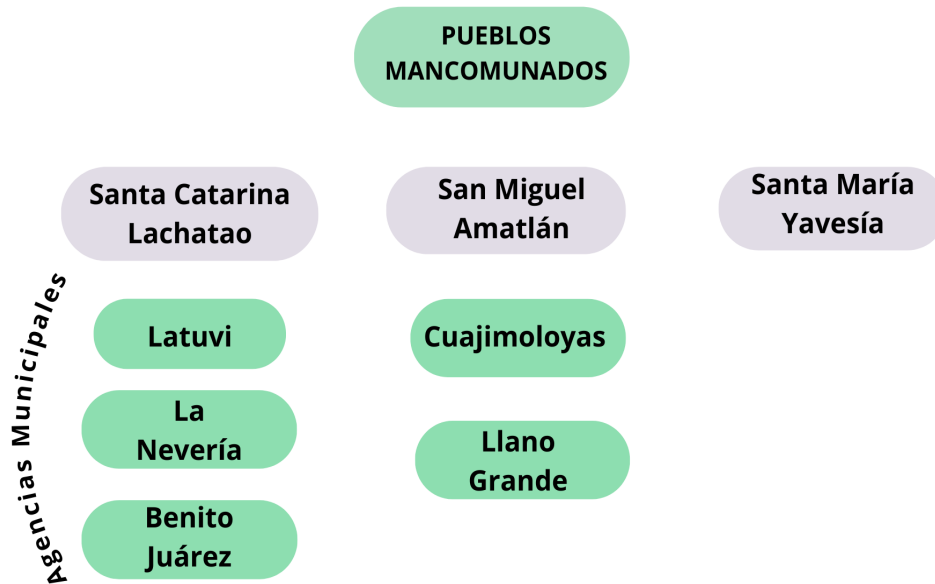 PUEBLOS
MANCOMUNADOS
Santa Catarina
Lachatao
San Miguel
Amatlán
Santa María
Yavesía
Agencias Municipales
Latuvi
La
Nevería
Benito
Juárez
Cuajimoloyas
Llano
Grande